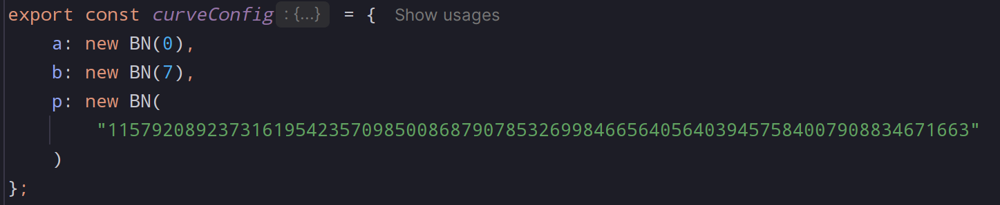 export const curveConfig : {...} = { Show usages
    a: new BN(0),
    b: new BN(7),
    p: new BN(
        "115792089237316195423570985008687907853269984665640564039457584007908834671663"
    )
};